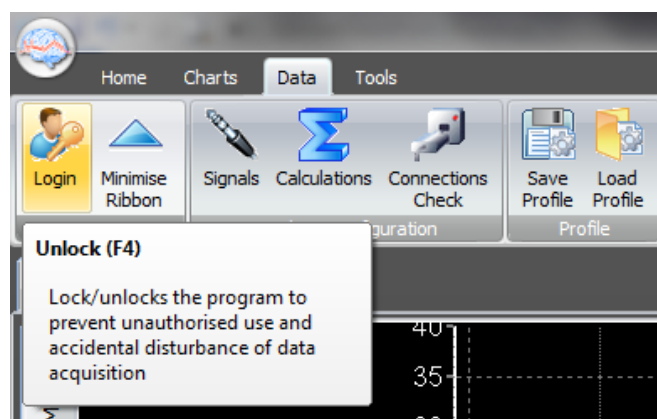 Home Charts Data Tools
Login Minimise Ribbon Signals Calculations Connections Check Save Profile Load Profile
Profile
Unlock (F4)
Lock/unlocks the program to
prevent unauthorised use and
accidental disturbance of data
acquisition
40
35